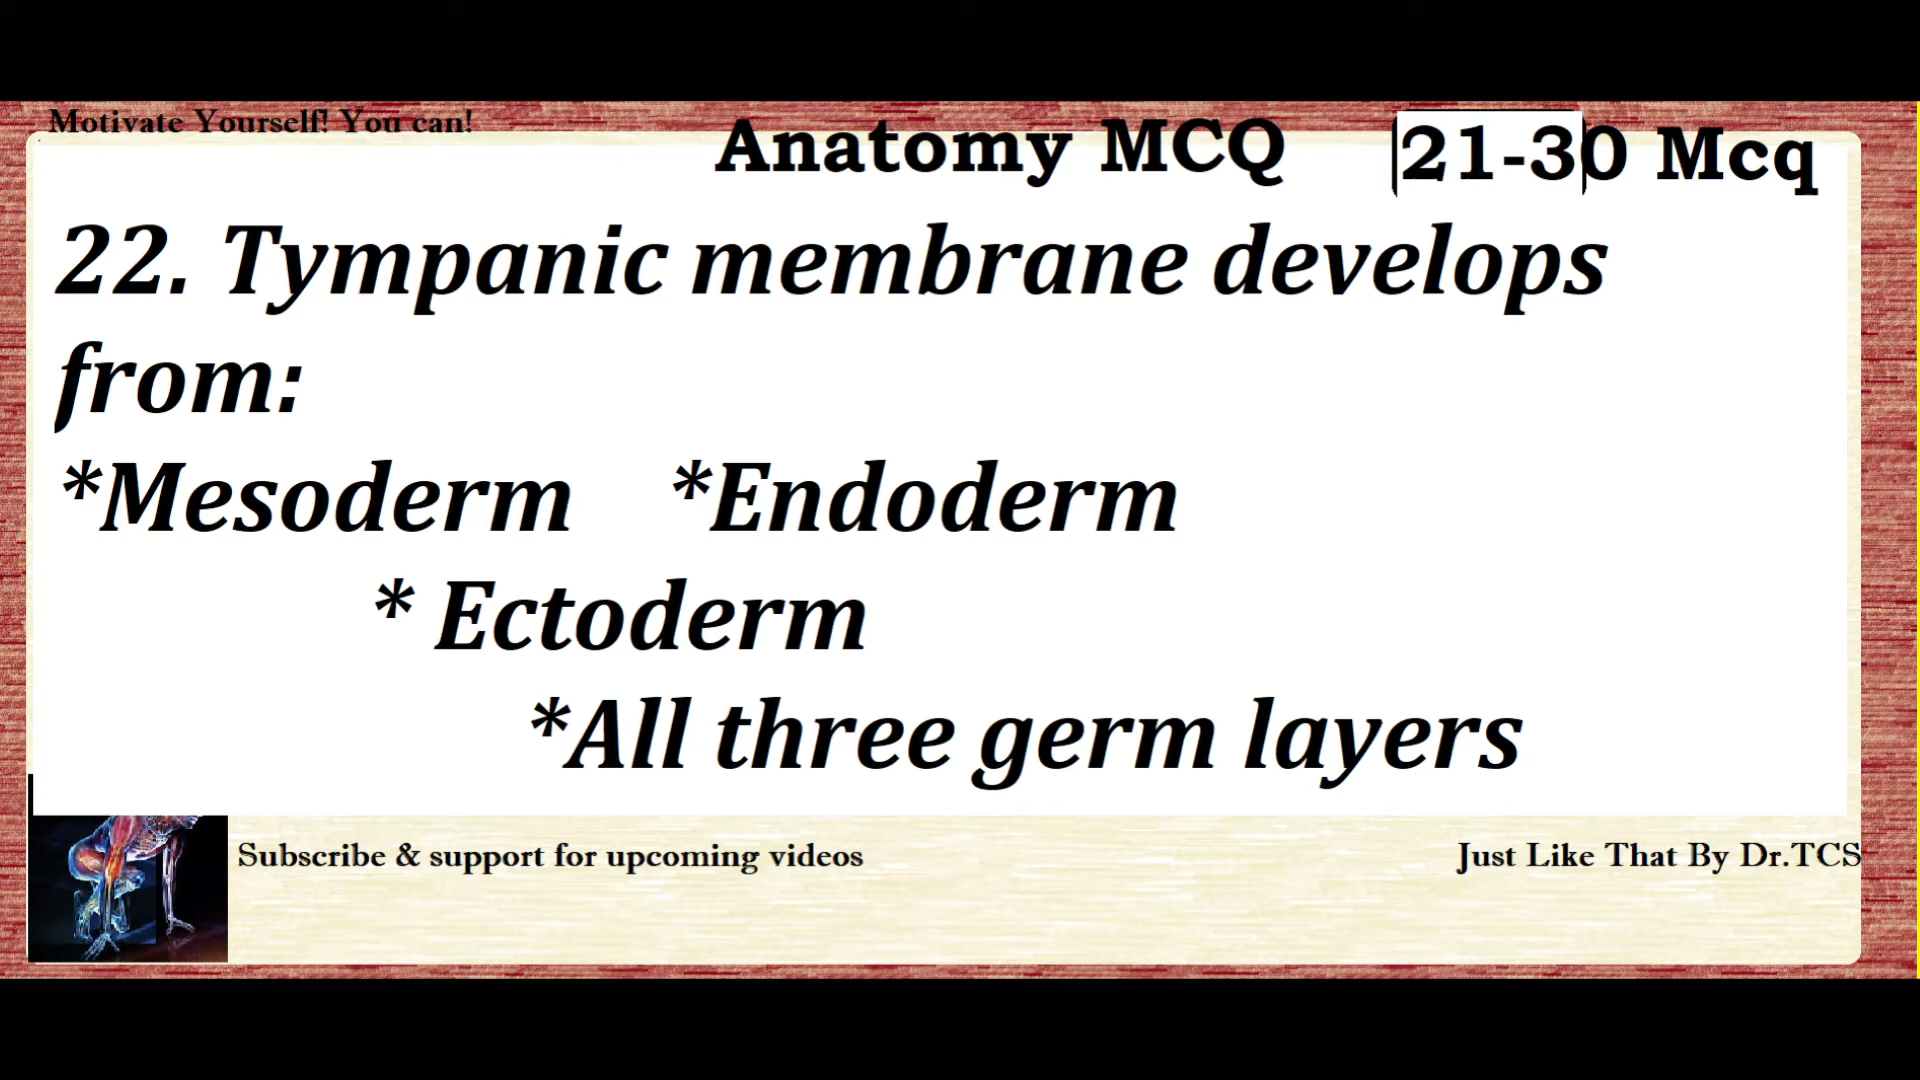 Motivate Yourself! You can!
Anatomy MCQ
21-30 Mcq
22. Tympanic membrane develops
from:
*Mesoderm *Endoderm
* Ectoderm
*All three germ layers
Subscribe & support for upcoming videos
Just Like That By Dr.TCS